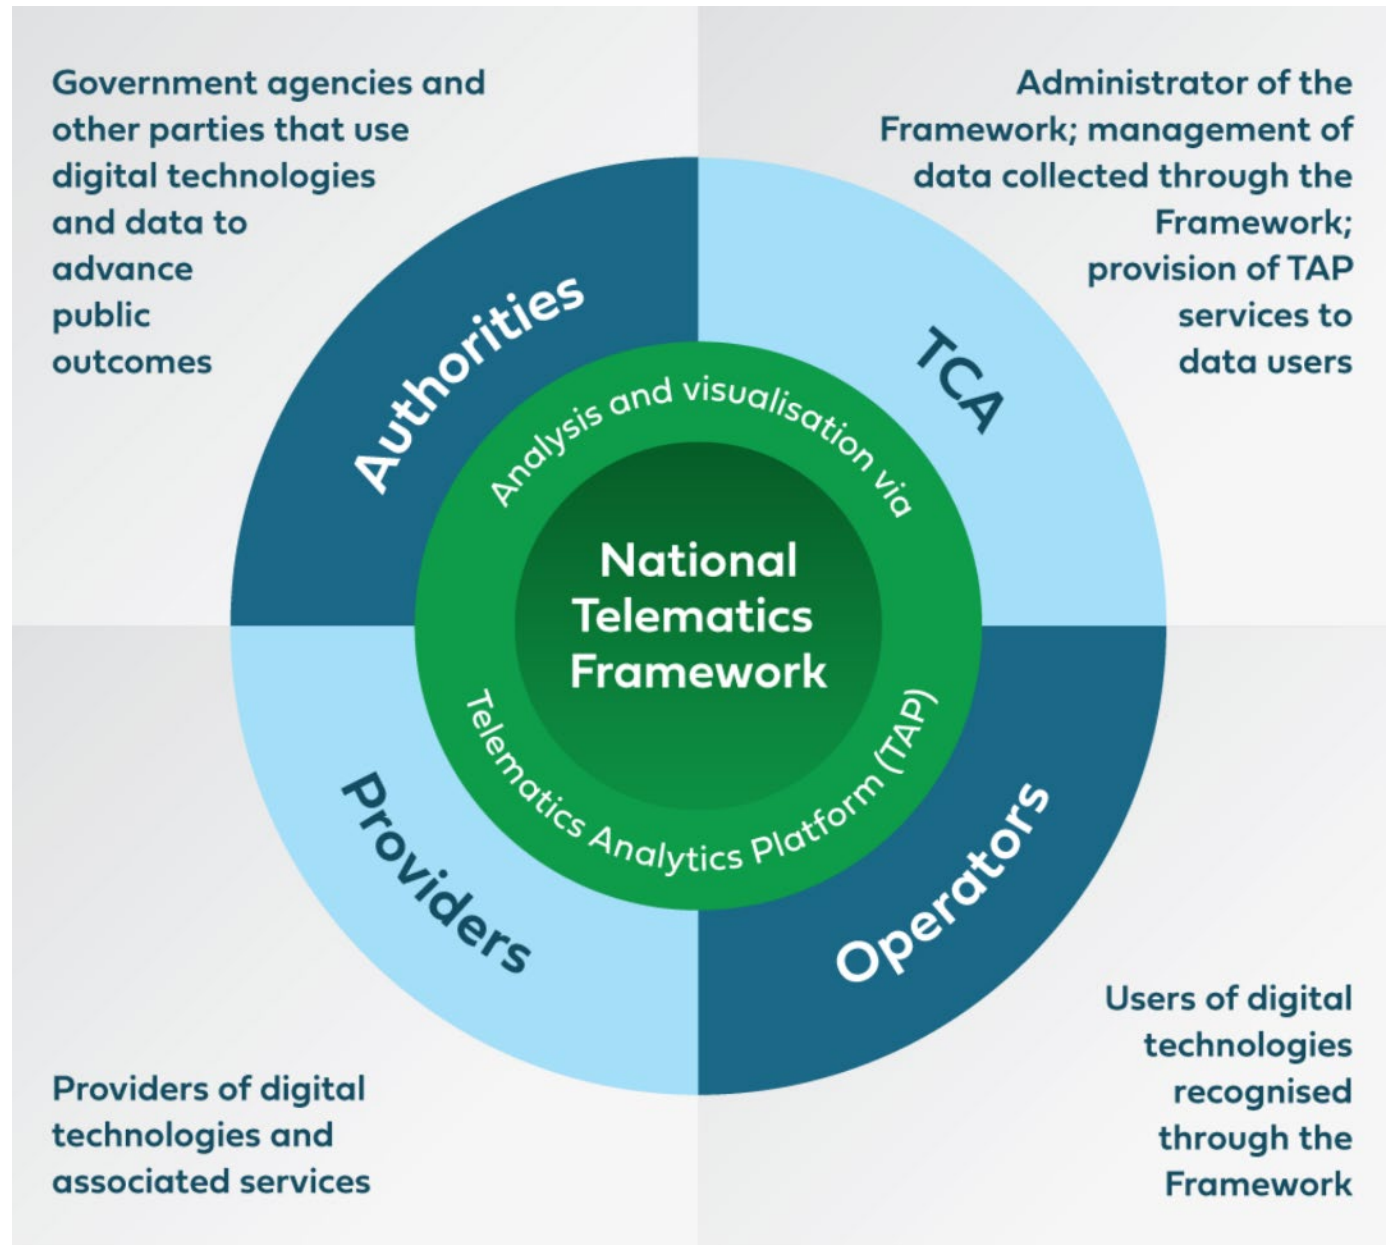 Government agencies and
other parties that use
digital technologies
and data to
advance
public
outcomes
Administrator of the
Framework; management of
data collected through the
Framework;
provision of TAP
services to
data users
Authorities
TCA
Analysis and visualisation via
National
Telematics
Framework
Telematics Analytics Platform (TAP)
Providers
Operators
Providers of digital
technologies and
associated services
Users of digital
technologies
recognised
through the
Framework